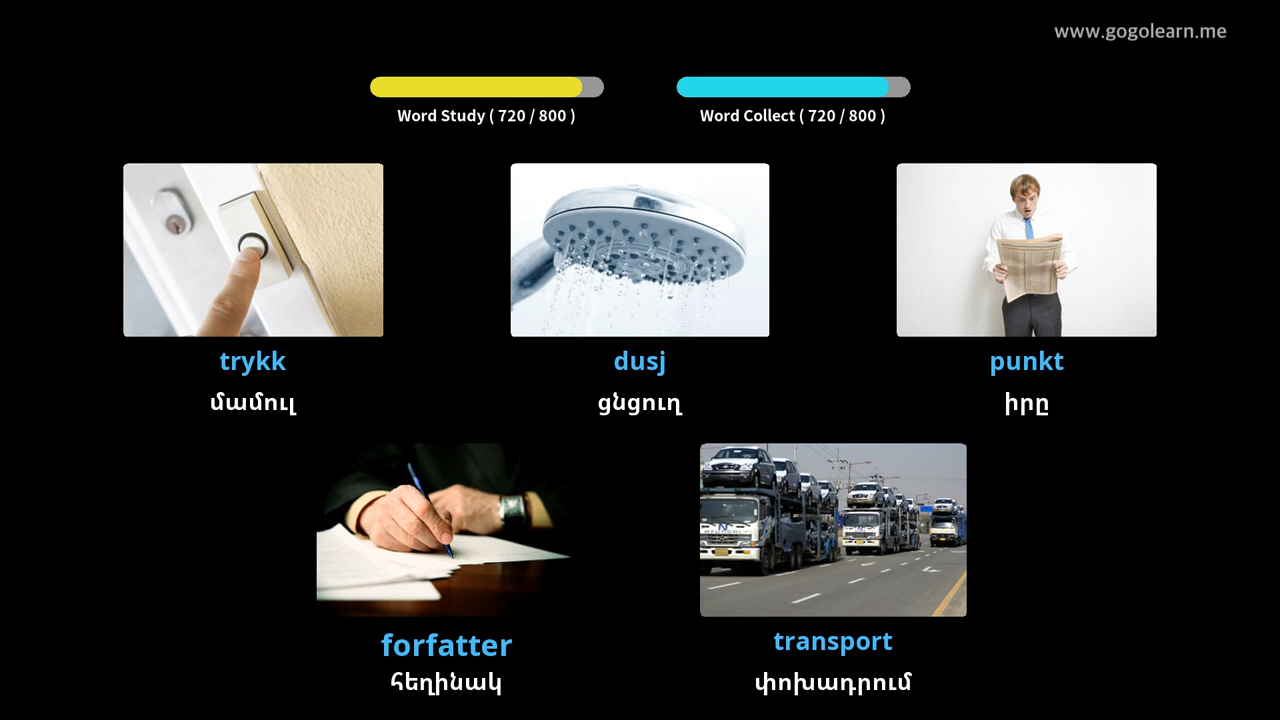 www.gogolearn.me
Word Study ( 720 / 800 )
Word Collect ( 720 / 800 )
trykk
dusj
punkt
մամուլ
ցնցուղ
իրը
forfatter
transport
հեղինակ
փոխադրում